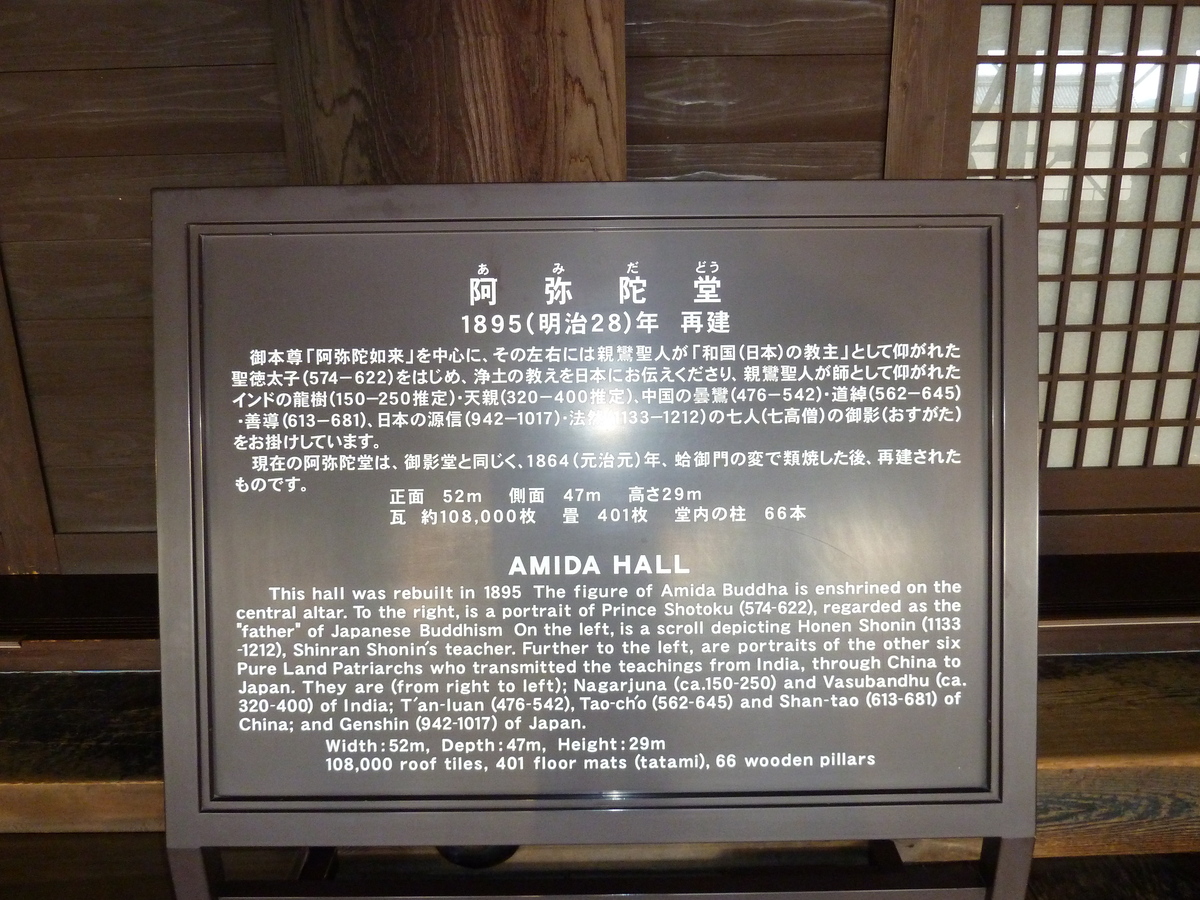 あ み だ どう
阿 弥 陀 堂
1895(明治28)年 再建
御本尊「阿弥陀如来」を中心に、その左右には親鸞聖人が「和国(日本)の教主」として仰がれた
聖徳太子(574−622)をはじめ、浄土の教えを日本にお伝えくださり、親鸞聖人が師として仰がれた
インドの龍樹(150−250推定)・天親(320−400推定)、中国の曇鸞(476−542)・道綽(562−645)
・善導(613−681)、日本の源信(942−1017)・法然(1133−1212)の七人(七高僧)の御影(おすがた)
をお掛けしています。
現在の阿弥陀堂は、御影堂と同じく、1864(元治元)年、蛤御門の変で類焼した後、再建された
ものです。
正面 52m 側面 47m 高さ29m
瓦 約108,000枚 畳 401枚 堂内の柱 66本
AMIDA HALL
This hall was rebuilt in 1895 The figure of Amida Buddha is enshrined on the
central altar. To the right, is a portrait of Prince Shotoku (574-622), regarded as the
"father" of Japanese Buddhism On the left, is a scroll depicting Honen Shonin (1133
-1212), Shinran Shonin's teacher. Further to the left, are portraits of the other six
Pure Land Patriarchs who transmitted the teachings from India, through China to
Japan. They are (from right to left); Nagarjuna (ca.150-250) and Vasubandhu (ca.
320-400) of India; T'an-luan (476-542), Tao-ch'o (562-645) and Shan-tao (613-681) of
China; and Genshin (942-1017) of Japan.
Width:52m, Depth:47m, Height:29m
108,000 roof tiles, 401 floor mats (tatami), 66 wooden pillars